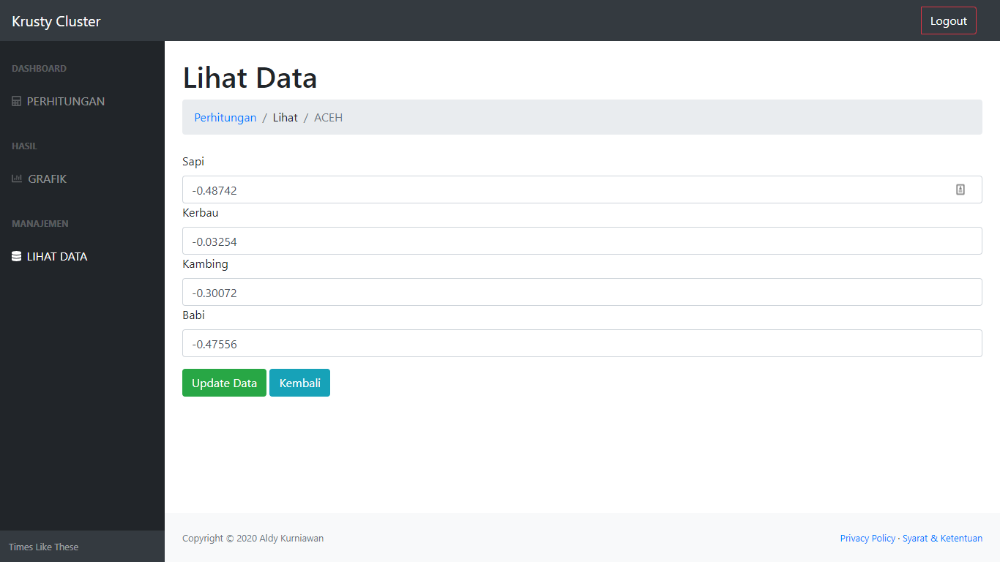 Krusty Cluster
Logout
DASHBOARD
PERHITUNGAN
HASIL
GRAFIK
MANAJEMEN
LIHAT DATA
Times Like These
Lihat Data
Perhitungan / Lihat / ACEH
Sapi
-0.48742
Kerbau
-0.03254
Kambing
-0.30072
Babi
-0.47556
Update Data Kembali
Copyright © 2020 Aldy Kurniawan
Privacy Policy · Syarat & Ketentuan